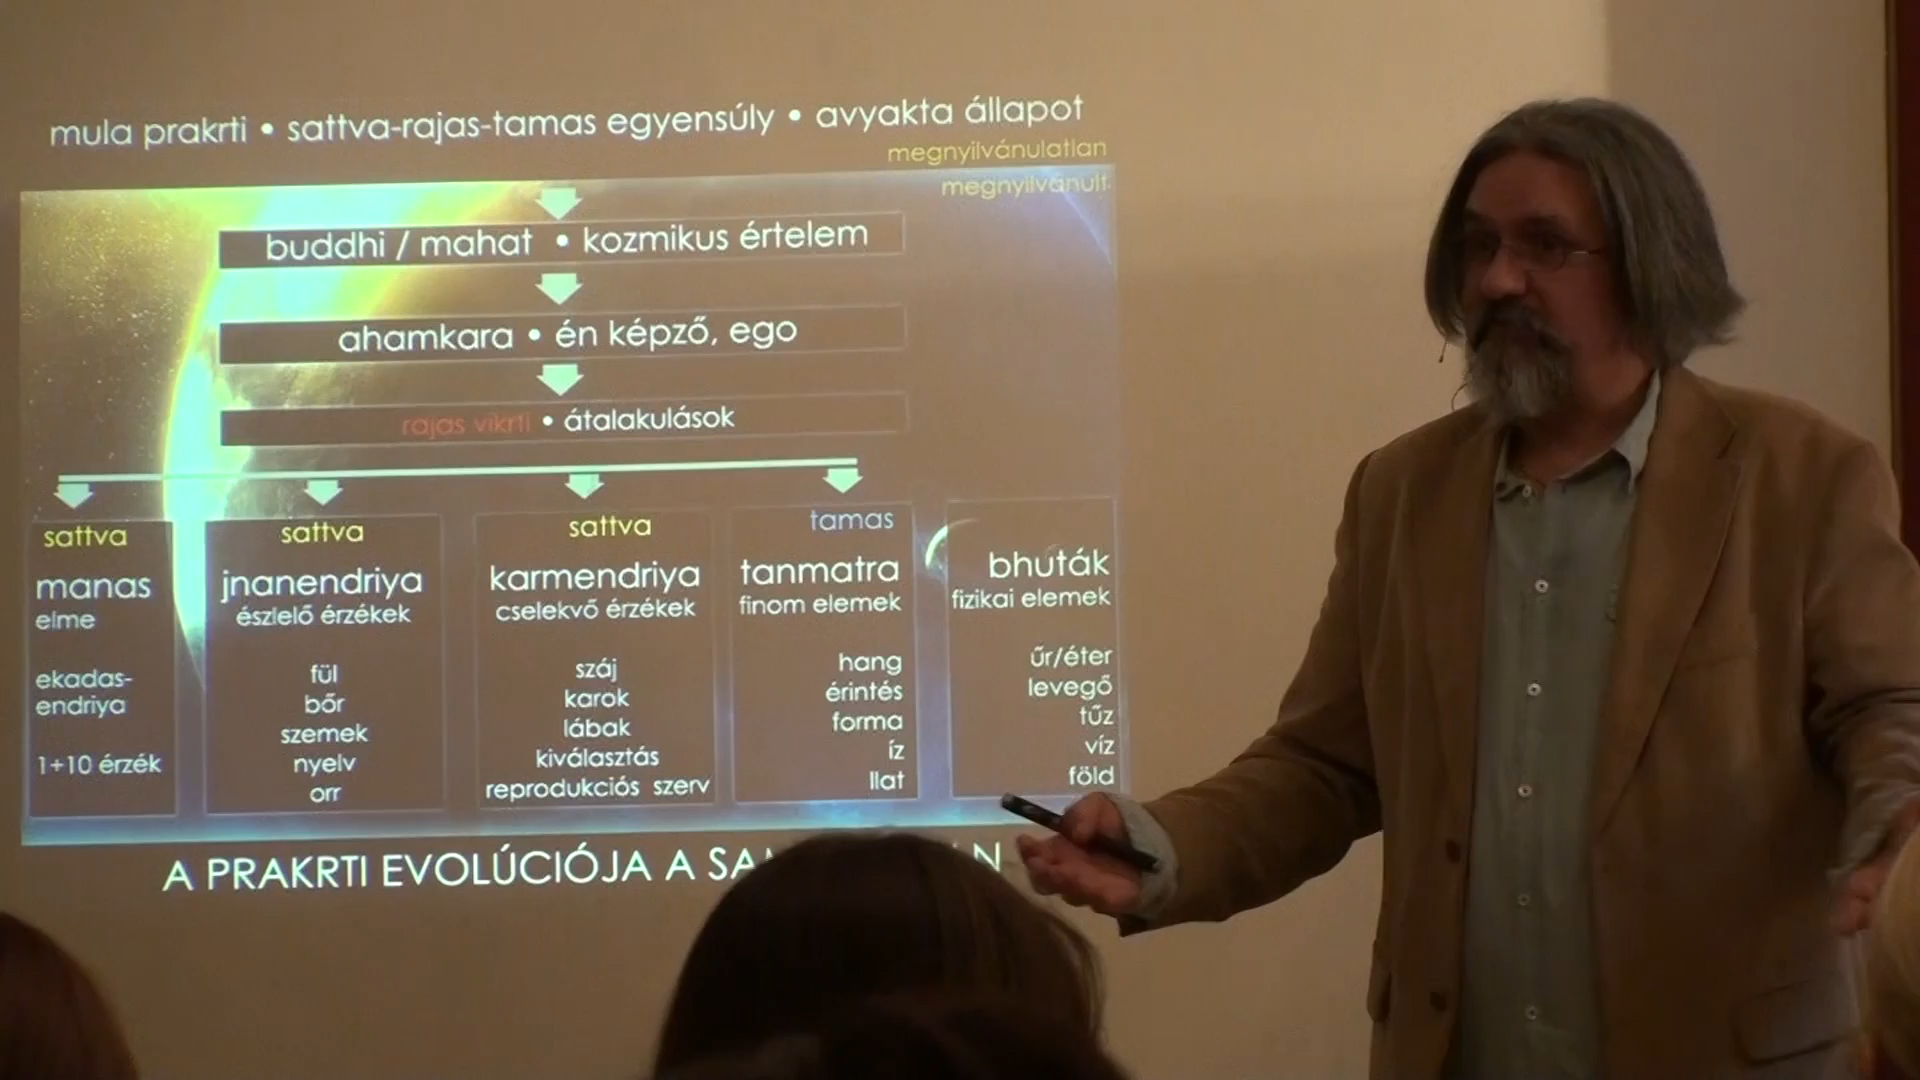 mula prakrti • sattva-rajas-tamas egyensúly • avyakta állapot
megnyilvánulatlan
megnyilvánult
buddhi / mahat • kozmikus értelem
ahamkara • én képző, ego
rajas vikrti • átalakulások
sattva
manas
elme
ekadas-
endriya
1+10 érzék
sattva
jnanendriya
észlelő érzékek
fül
bőr
szemek
nyelv
orr
sattva
karmendriya
cselekvő érzékek
száj
karok
lábak
kiválasztás
reprodukciós szerv
tamas
tanmatra
finom elemek
hang
érintés
forma
íz
llat
bhuták
fizikai elemek
űr/éter
levegő
tűz
víz
föld
A PRAKRTI EVOLÚCIÓJA A